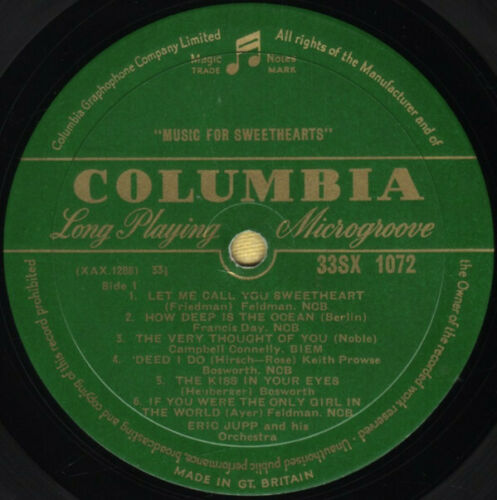 Columbia Graphophone Company Limited
All rights of the Manufacturer and of
the Owner of the recorded work reserved
Unauthorised public performance, broadcasting and copying of this record prohibited
Magic Notes
TRADE MARK
"MUSIC FOR SWEETHEARTS"
COLUMBIA
Long Playing Microgroove
33SX 1072
Side 1
1. LET ME CALL YOU SWEETHEART
(Friedman) Feldman. NCB
2. HOW DEEP IS THE OCEAN (Berlin)
Francis Day. NCB
3. THE VERY THOUGHT OF YOU (Noble)
Campbell Connelly. BIEM
4. 'DEED I DO (Hirsch—Rose) Keith Prowse
Bosworth. NCB
5. THE KISS IN YOUR EYES
(Heuberger) Bosworth
6. IF YOU WERE THE ONLY GIRL IN
THE WORLD (Ayer) Feldman. NCB
ERIC JUPP and his
Orchestra
MADE IN GT. BRITAIN